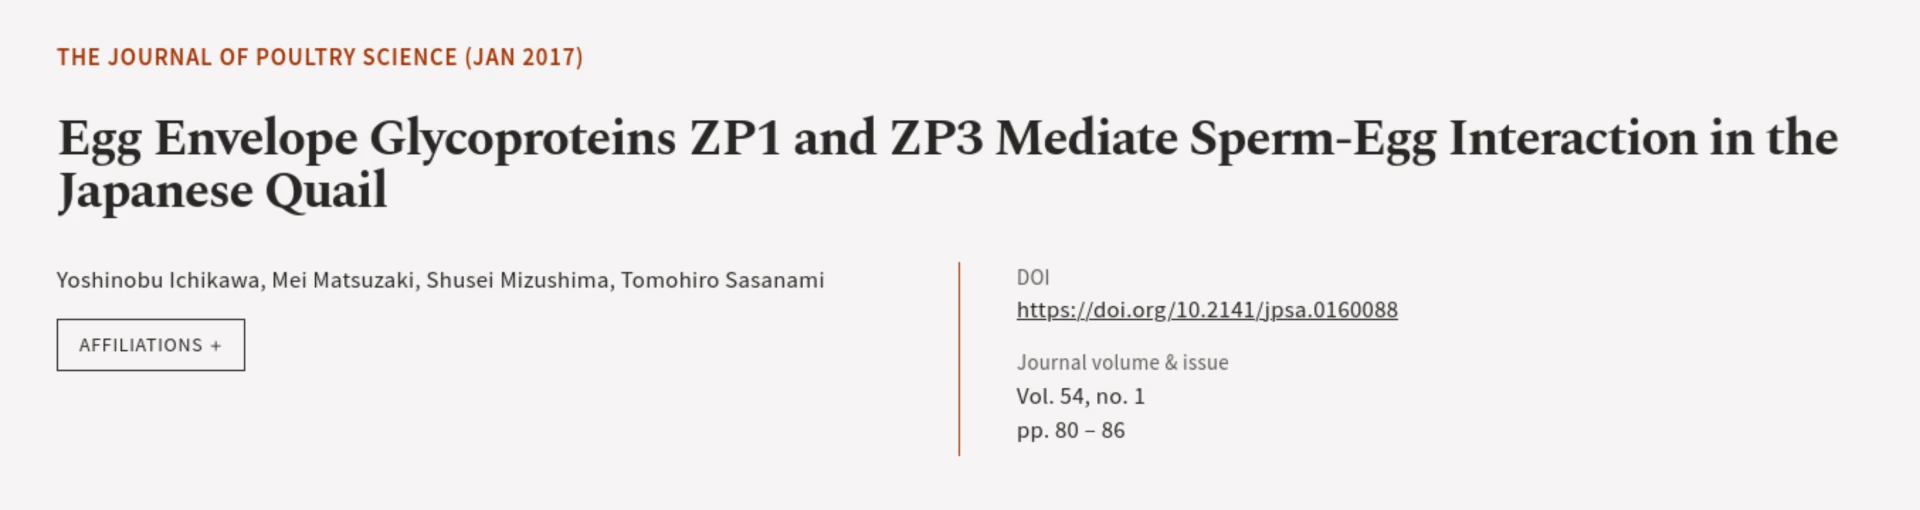 THE JOURNAL OF POULTRY SCIENCE (JAN 2017)
Egg Envelope Glycoproteins ZP1 and ZP3 Mediate Sperm-Egg Interaction in the
Japanese Quail
Yoshinobu Ichikawa, Mei Matsuzaki, Shusei Mizushima, Tomohiro Sasanami
AFFILIATIONS +
DOI
https://doi.org/10.2141/jpsa.0160088
Journal volume & issue
Vol. 54, no. 1
pp. 80 – 86